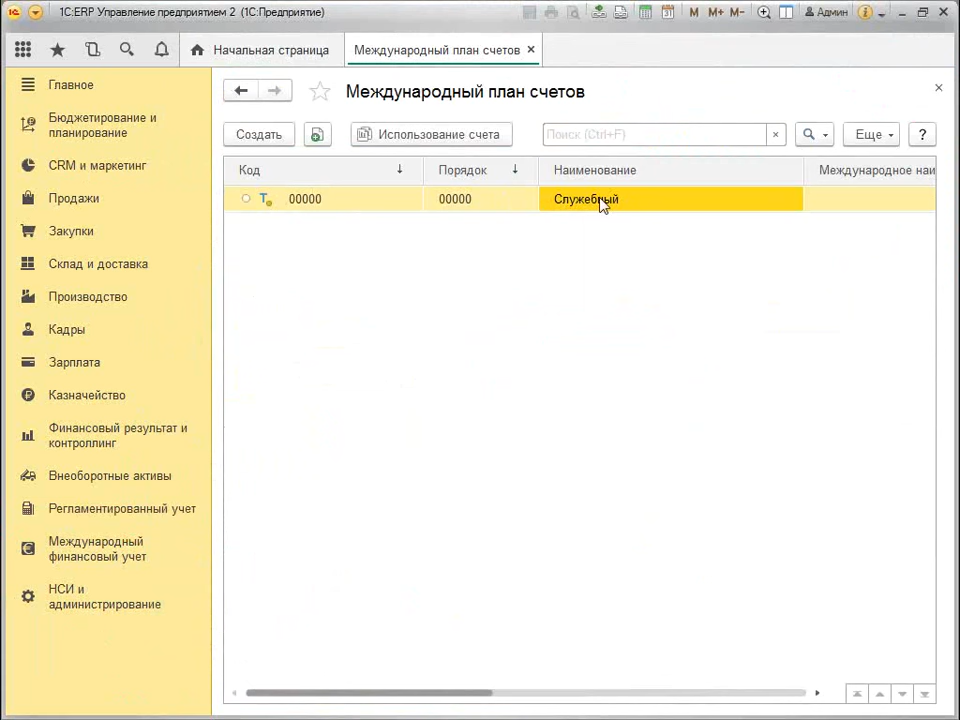 1С:ERP Управление предприятием 2 (1С:Предприятие)
M M+ M- Админ
Начальная страница
Международный план счетов ×
Главное
Бюджетирование и
планирование
CRM и маркетинг
Продажи
Закупки
Склад и доставка
Производство
Кадры
Зарплата
Казначейство
Финансовый результат и
контроллинг
Внеоборотные активы
Регламентированный учет
Международный
финансовый учет
НСИ и
администрирование
Международный план счетов
Создать
Использование счета
Поиск (Ctrl+F)
Еще
?
Код Порядок Наименование Международное наи
Т 00000 00000 Служебный